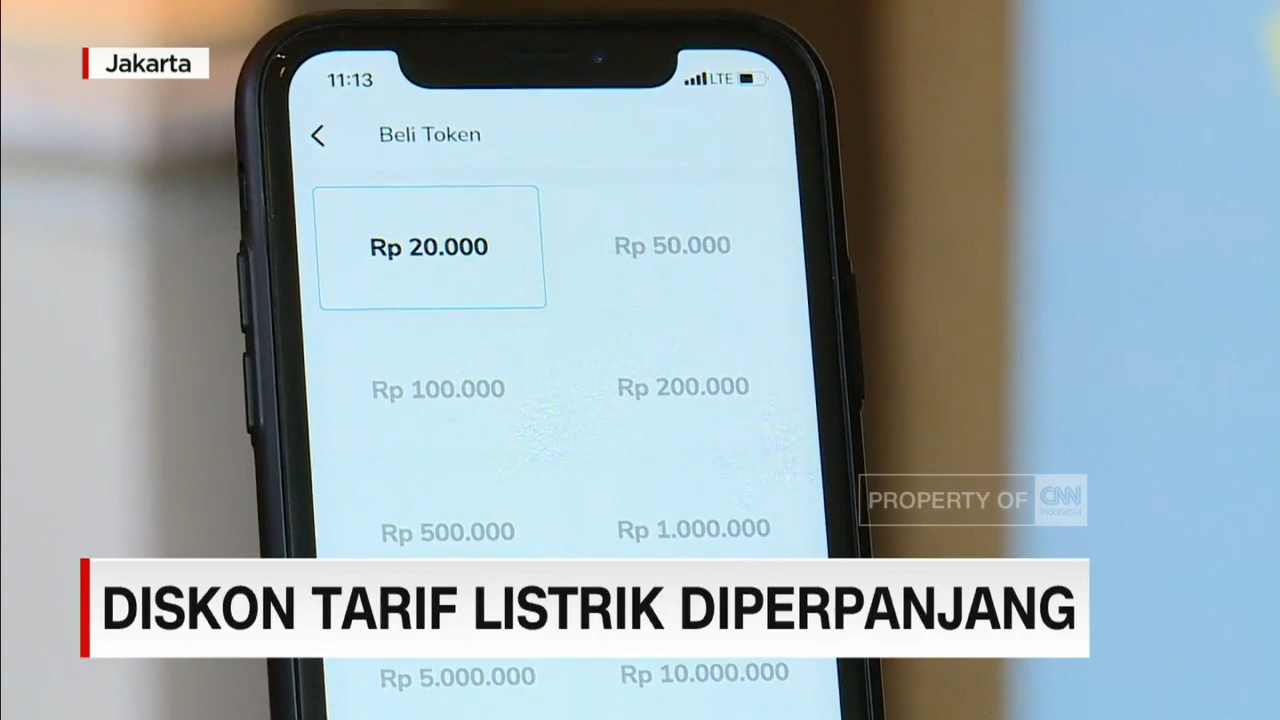 Jakarta
11:13
LTE
Beli Token
Rp 20.000
Rp 50.000
Rp 100.000
Rp 200.000
PROPERTY OF CNN Indonesia
Rp 500.000
Rp 1.000.000
DISKON TARIF LISTRIK DIPERPANJANG
Rp 5.000.000
Rp 10.000.000